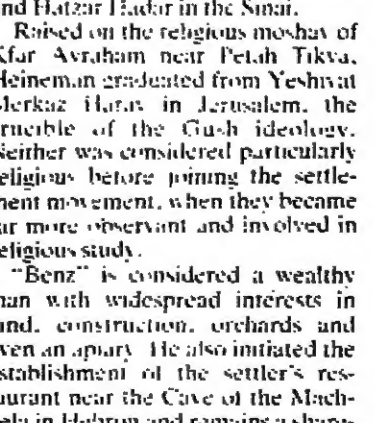 and Hatzar Hadar in the Sinai.
Raised on the religious moshav of
Kfar Avraham near Petah Tikva,
Heineman graduated from Yeshivat
Merkaz Harav in Jerusalem, the
crucible of the Gush ideology.
Neither was considered particularly
religious before joining the settle-
ment movement, when they became
far more observant and involved in
religious study.
"Benz" is considered a wealthy
man with widespread interests in
land, construction, orchards and
even an apiary. He also initiated the
establishment of the settler's res-
taurant near the Cave of the Mach-
pela in Hebron and remains a share-